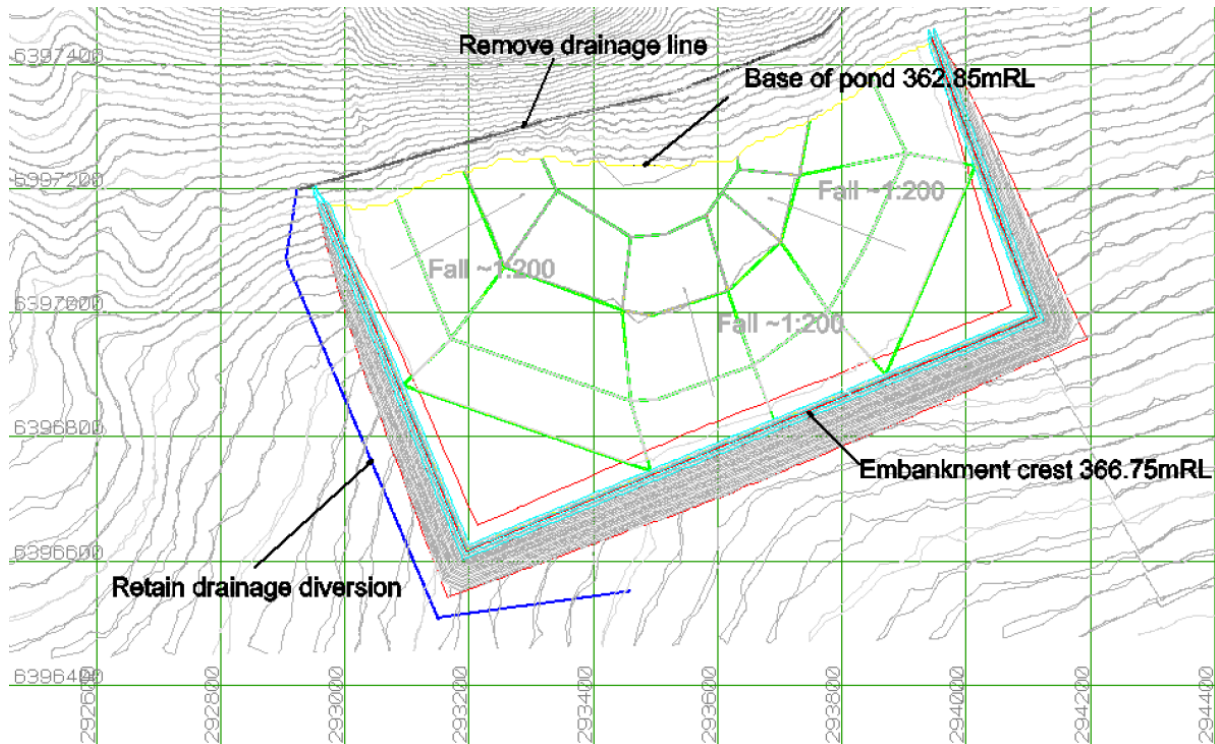 6397400
Remove drainage line
Base of pond 362.85mRL
6397200
Fall ~1:200
Fall ~1:200
6397000
Fall ~1:200
6396800
Embankment crest 366.75mRL
6396600
Retain drainage diversion
6396400
292600
292800
293000
293200
293400
293600
293800
294000
294200
294400